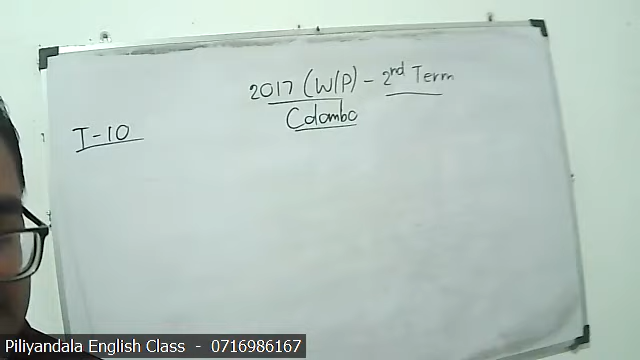 2017 (W/P) - 2nd Term
Colombo
T-10
Piliyandala English Class - 0716986167